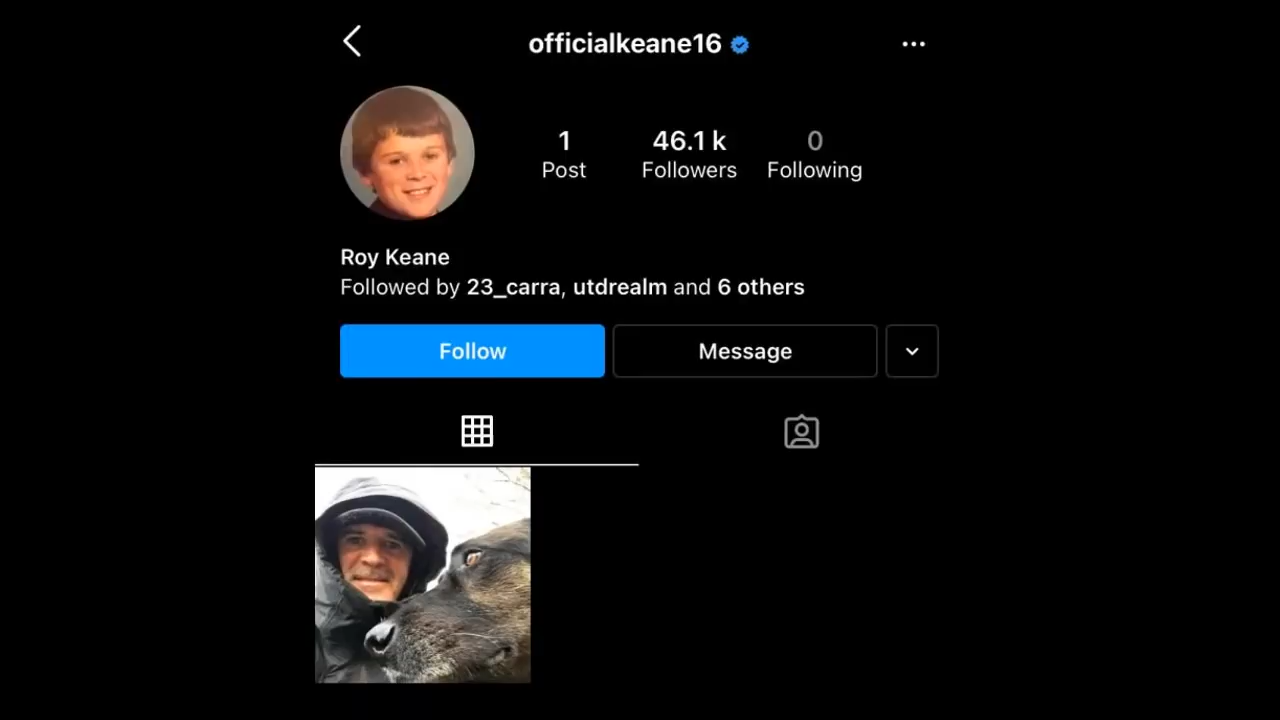 officialkeane16
1 46.1 k 0
Post Followers Following
Roy Keane
Followed by 23_carra, utdrealm and 6 others
Follow Message